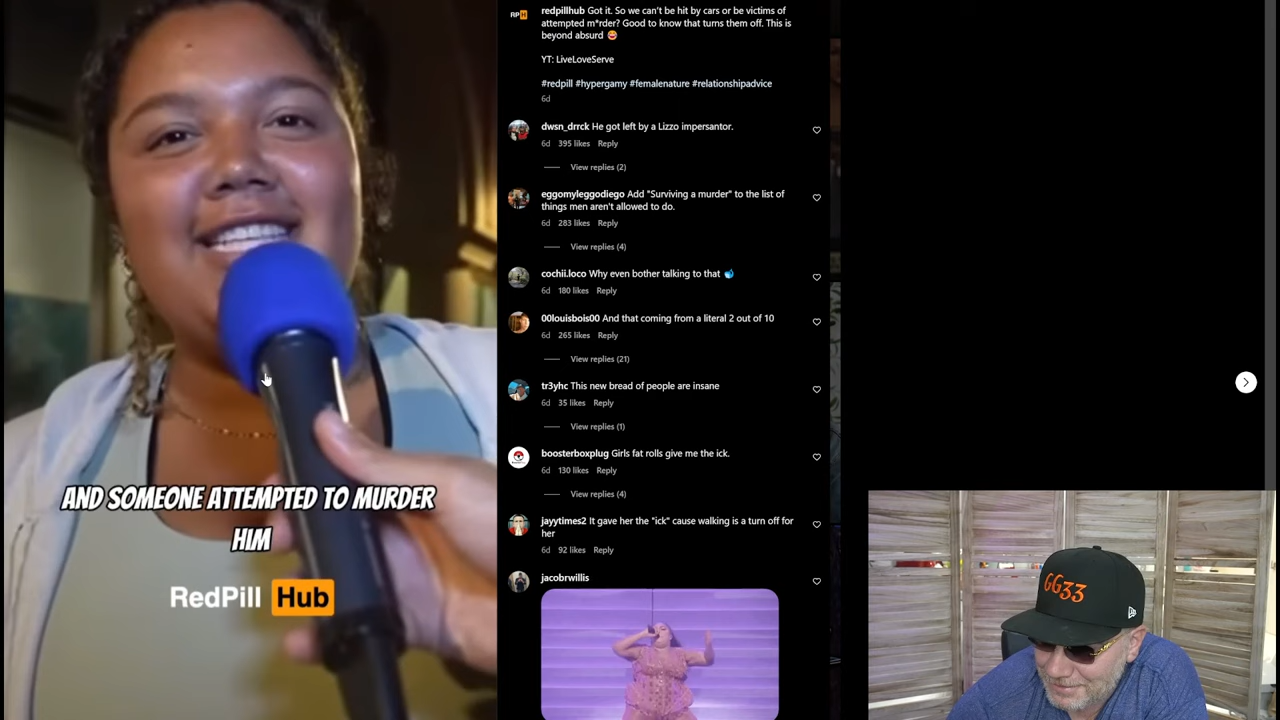 AND SOMEONE ATTEMPTED TO MURDER
HIM
RedPill Hub
RPH
redpillhub Got it. So we can't be hit by cars or be victims of
attempted m*rder? Good to know that turns them off. This is
beyond absurd 😂
YT: LiveLoveServe
#redpill #hypergamy #femalenature #relationshipadvice
6d
dwsn_drrck He got left by a Lizzo impersantor.
6d 395 likes Reply
View replies (2)
eggomyleggodiego Add "Surviving a murder" to the list of
things men aren't allowed to do.
6d 283 likes Reply
View replies (4)
cochii.loco Why even bother talking to that 🐳
6d 180 likes Reply
00louisbois00 And that coming from a literal 2 out of 10
6d 265 likes Reply
View replies (21)
tr3yhc This new bread of people are insane
6d 35 likes Reply
View replies (1)
boosterboxplug Girls fat rolls give me the ick.
6d 130 likes Reply
View replies (4)
jayytimes2 It gave her the "ick" cause walking is a turn off for
her
6d 92 likes Reply
jacobrwillis
GG33